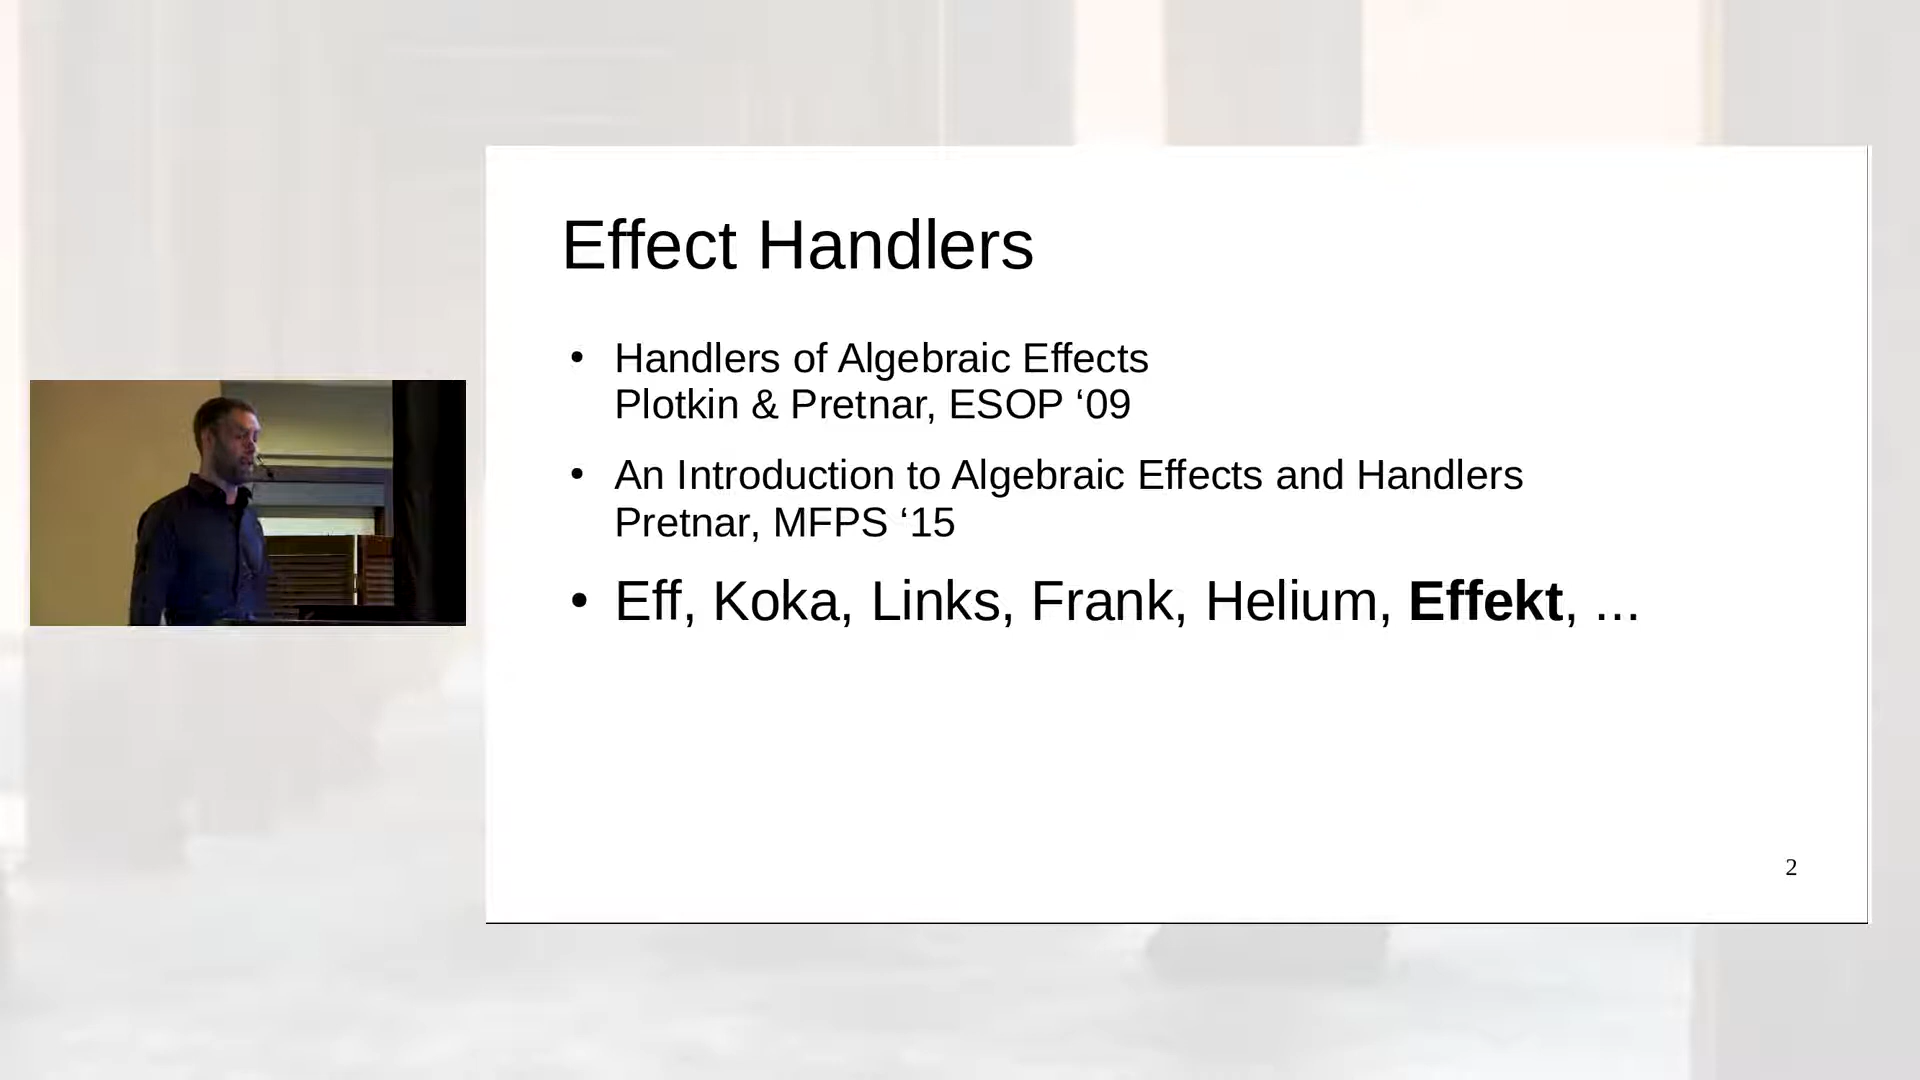 Effect Handlers
• Handlers of Algebraic Effects
Plotkin & Pretnar, ESOP ‘09
• An Introduction to Algebraic Effects and Handlers
Pretnar, MFPS ‘15
• Eff, Koka, Links, Frank, Helium, Effekt, ...
2